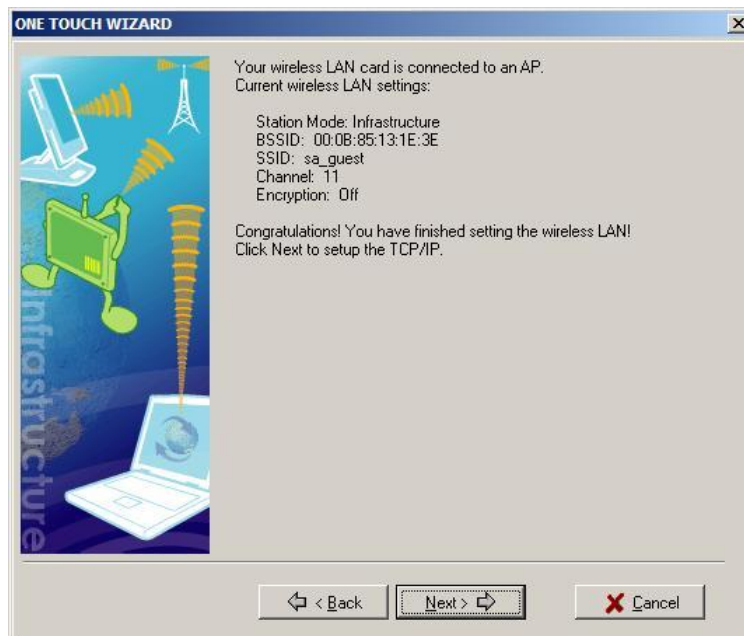 ONE TOUCH WIZARD
Your wireless LAN card is connected to an AP.
Current wireless LAN settings:
Station Mode: Infrastructure
BSSID: 00:0B:85:13:1E:3E
SSID: sa_guest
Channel: 11
Encryption: Off
Congratulations! You have finished setting the wireless LAN!
Click Next to setup the TCP/IP.
Infrastructure
< Back
Next >
Cancel